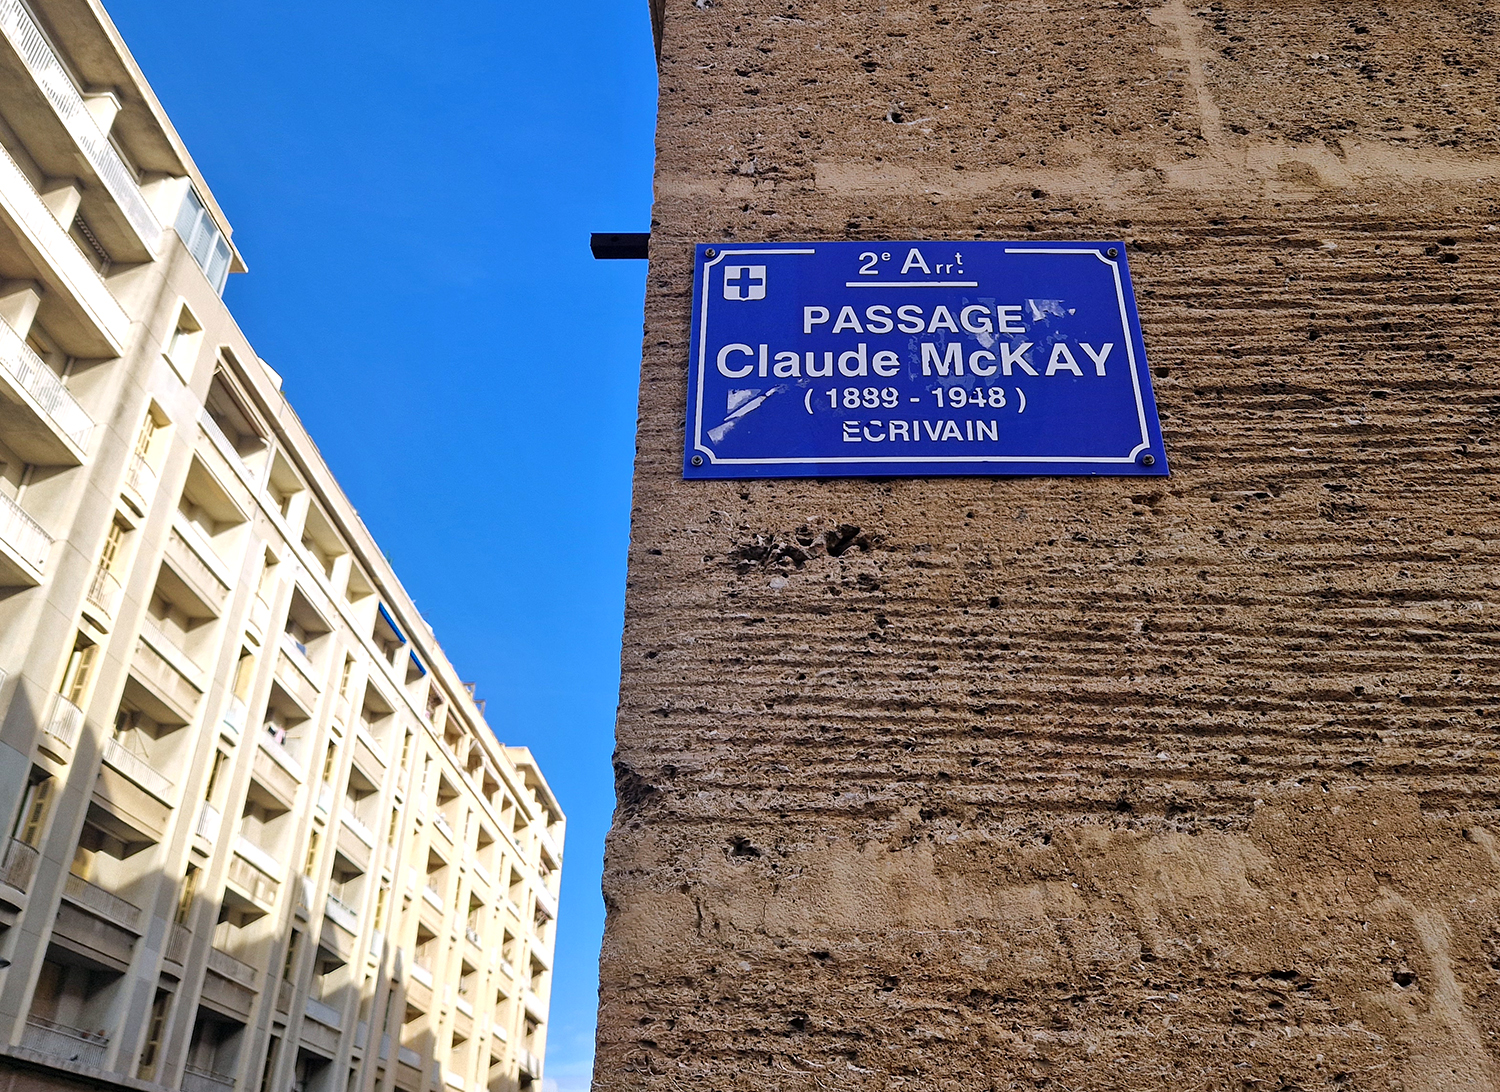 2e Arrt.
PASSAGE
Claude McKAY
( 1889 - 1948 )
ECRIVAIN